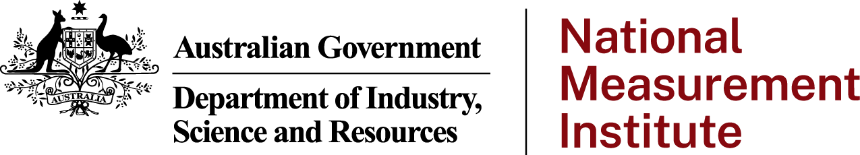 AUSTRALIA
Australian Government
Department of Industry,
Science and Resources
National
Measurement
Institute